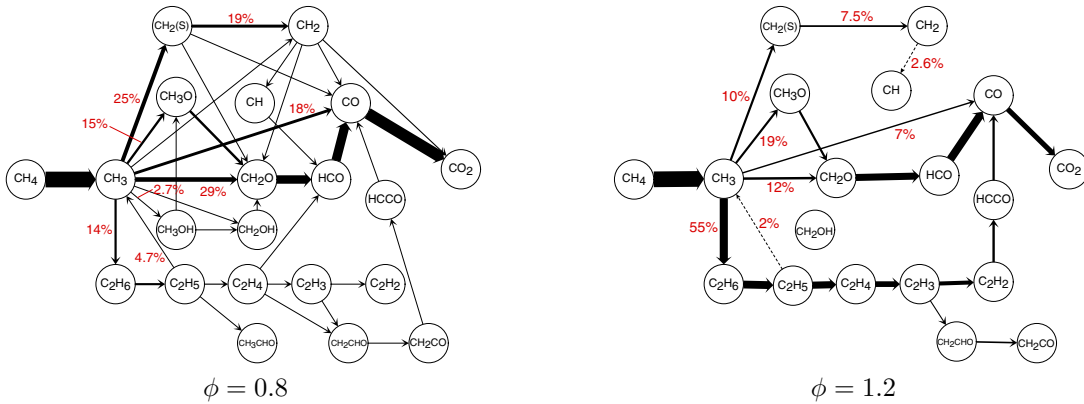 19%
CH2(S)
CH2
25%
CH3O
CH
18%
CO
15%
CH4
CH3
2.7%
29%
CH2O
HCO
CO2
HCCO
14%
CH3OH
CH2OH
4.7%
C2H6
C2H5
C2H4
C2H3
C2H2
CH3CHO
CH2CHO
CH2CO
ϕ = 0.8
7.5%
CH2(S)
CH2
2.6%
10%
CH3O
CH
CO
19%
7%
CH4
CH3
12%
CH2O
HCO
CO2
HCCO
55%
2%
CH2OH
C2H6
C2H5
C2H4
C2H3
C2H2
CH2CHO
CH2CO
ϕ = 1.2